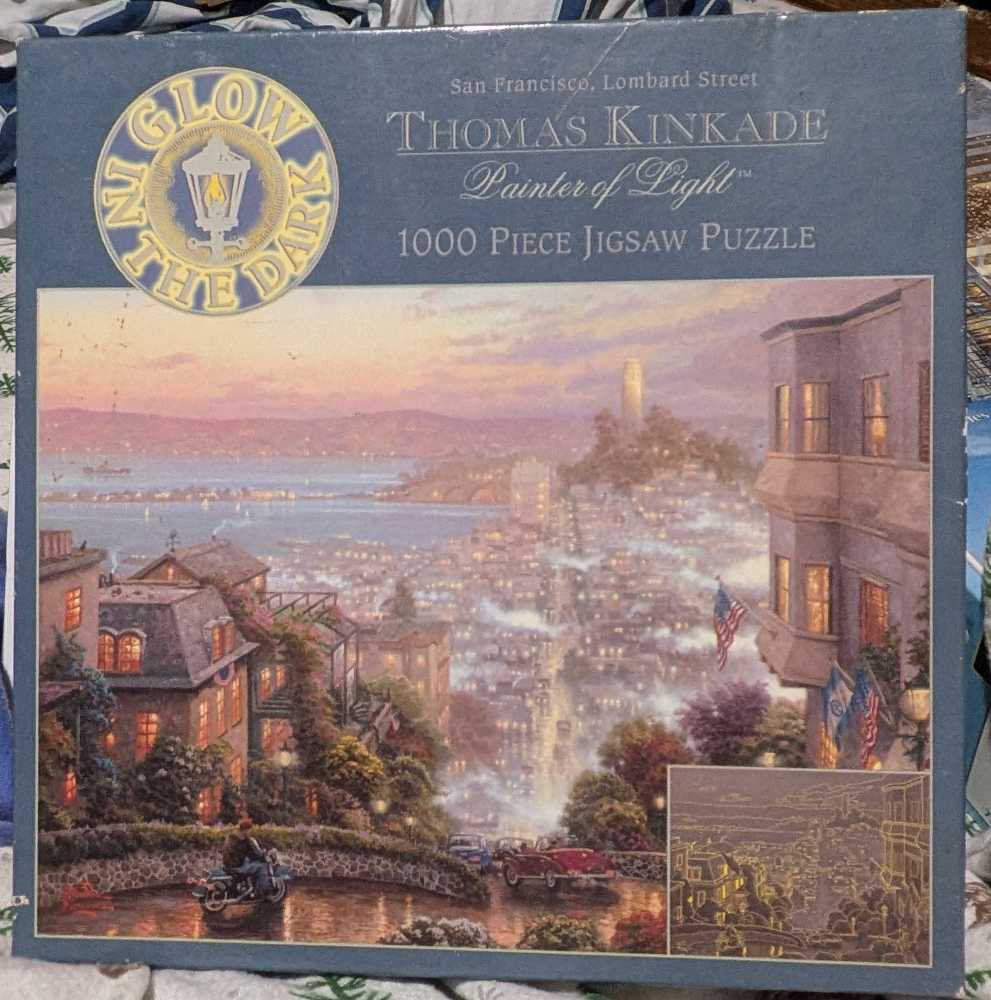 GLOW
IN
THE DARK
San Francisco, Lombard Street
THOMAS KINKADE
Painter of Light™
1000 PIECE JIGSAW PUZZLE